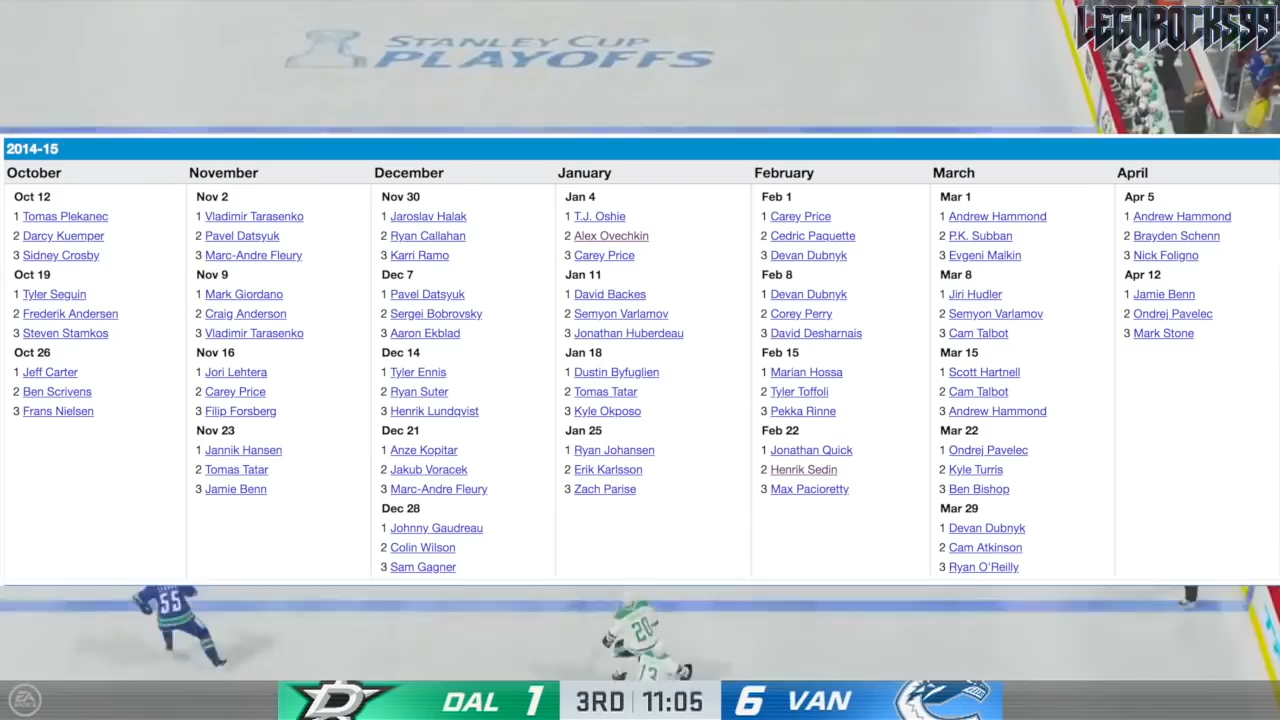 LEGOROCKS99
STANLEY CUP
PLAYOFFS
2014-15
October
Oct 12
1 Tomas Plekanec
2 Darcy Kuemper
3 Sidney Crosby
Oct 19
1 Tyler Seguin
2 Frederik Andersen
3 Steven Stamkos
Oct 26
1 Jeff Carter
2 Ben Scrivens
3 Frans Nielsen
November
Nov 2
1 Vladimir Tarasenko
2 Pavel Datsyuk
3 Marc-Andre Fleury
Nov 9
1 Mark Giordano
2 Craig Anderson
3 Vladimir Tarasenko
Nov 16
1 Jori Lehtera
2 Carey Price
3 Filip Forsberg
Nov 23
1 Jannik Hansen
2 Tomas Tatar
3 Jamie Benn
December
Nov 30
1 Jaroslav Halak
2 Ryan Callahan
3 Karri Ramo
Dec 7
1 Pavel Datsyuk
2 Sergei Bobrovsky
3 Aaron Ekblad
Dec 14
1 Tyler Ennis
2 Ryan Suter
3 Henrik Lundqvist
Dec 21
1 Anze Kopitar
2 Jakub Voracek
3 Marc-Andre Fleury
Dec 28
1 Johnny Gaudreau
2 Colin Wilson
3 Sam Gagner
January
Jan 4
1 T.J. Oshie
2 Alex Ovechkin
3 Carey Price
Jan 11
1 David Backes
2 Semyon Varlamov
3 Jonathan Huberdeau
Jan 18
1 Dustin Byfuglien
2 Tomas Tatar
3 Kyle Okposo
Jan 25
1 Ryan Johansen
2 Erik Karlsson
3 Zach Parise
February
Feb 1
1 Carey Price
2 Cedric Paquette
3 Devan Dubnyk
Feb 8
1 Devan Dubnyk
2 Corey Perry
3 David Desharnais
Feb 15
1 Marian Hossa
2 Tyler Toffoli
3 Pekka Rinne
Feb 22
1 Jonathan Quick
2 Henrik Sedin
3 Max Pacioretty
March
Mar 1
1 Andrew Hammond
2 P.K. Subban
3 Evgeni Malkin
Mar 8
1 Jiri Hudler
2 Semyon Varlamov
3 Cam Talbot
Mar 15
1 Scott Hartnell
2 Cam Talbot
3 Andrew Hammond
Mar 22
1 Ondrej Pavelec
2 Kyle Turris
3 Ben Bishop
Mar 29
1 Devan Dubnyk
2 Cam Atkinson
3 Ryan O'Reilly
April
Apr 5
1 Andrew Hammond
2 Brayden Schenn
3 Nick Foligno
Apr 12
1 Jamie Benn
2 Ondrej Pavelec
3 Mark Stone
55
20
13
EA
SPORTS
DAL 1 3RD 11:05 6 VAN